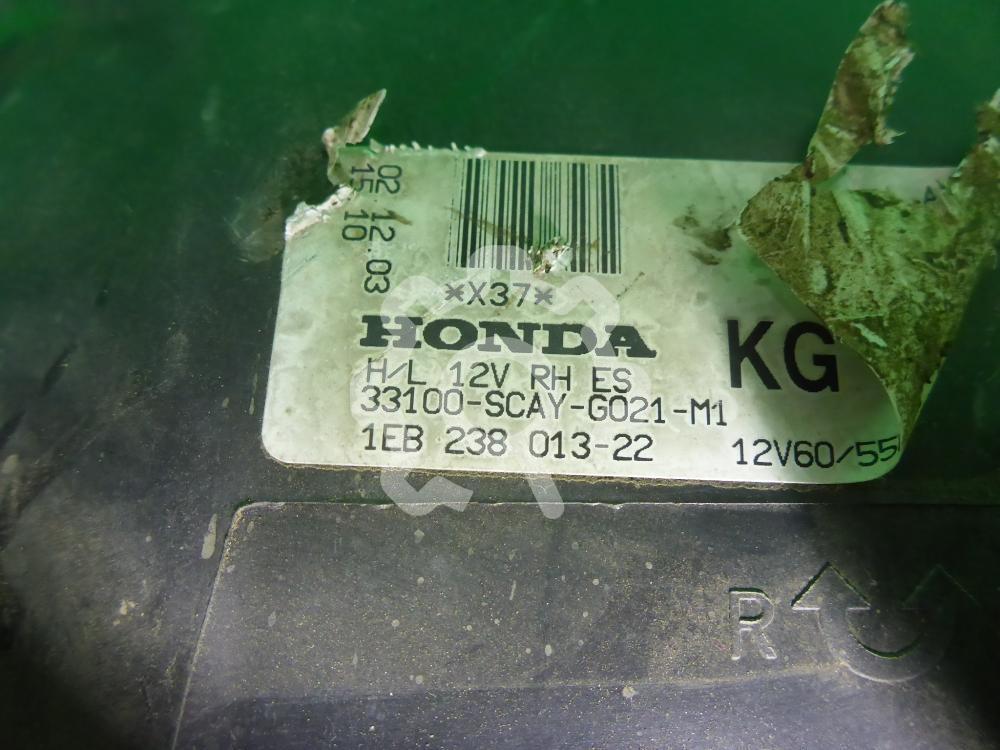 02.12.03
15 10
*X37*
HONDA
KG
H/L 12V RH ES
33100-SCAY-G021-M1
1EB 238 013-22
12V60/55
R